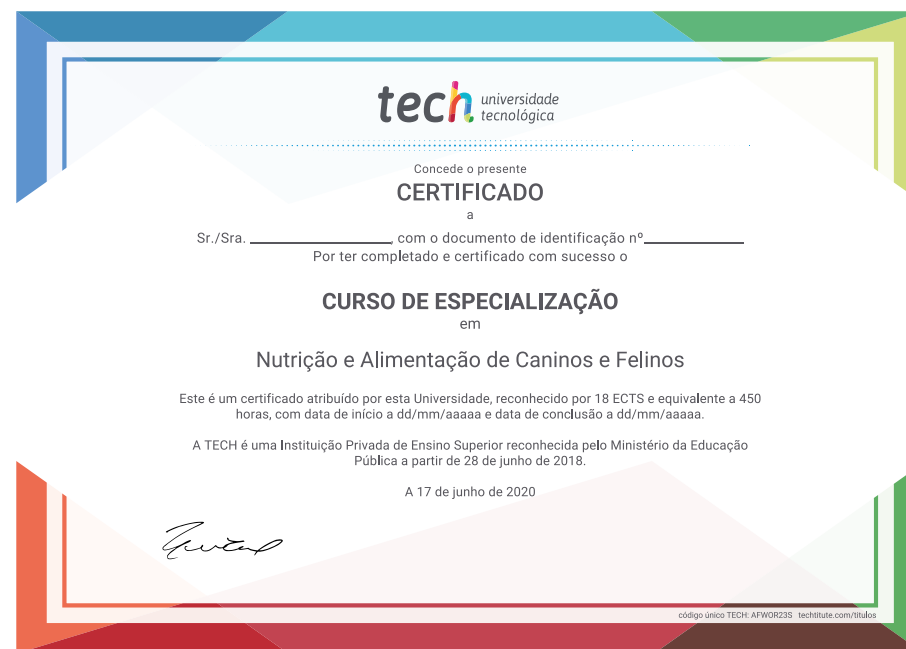 tech universidade
tecnológica
Concede o presente
CERTIFICADO
a
Sr./Sra. __________________, com o documento de identificação nº_____________
Por ter completado e certificado com sucesso o
CURSO DE ESPECIALIZAÇÃO
em
Nutrição e Alimentação de Caninos e Felinos
Este é um certificado atribuído por esta Universidade, reconhecido por 18 ECTS e equivalente a 450
horas, com data de início a dd/mm/aaaaa e data de conclusão a dd/mm/aaaaa.
A TECH é uma Instituição Privada de Ensino Superior reconhecida pelo Ministério da Educação
Pública a partir de 28 de junho de 2018.
A 17 de junho de 2020
código único TECH: AFWOR23S techtitute.com/titulos